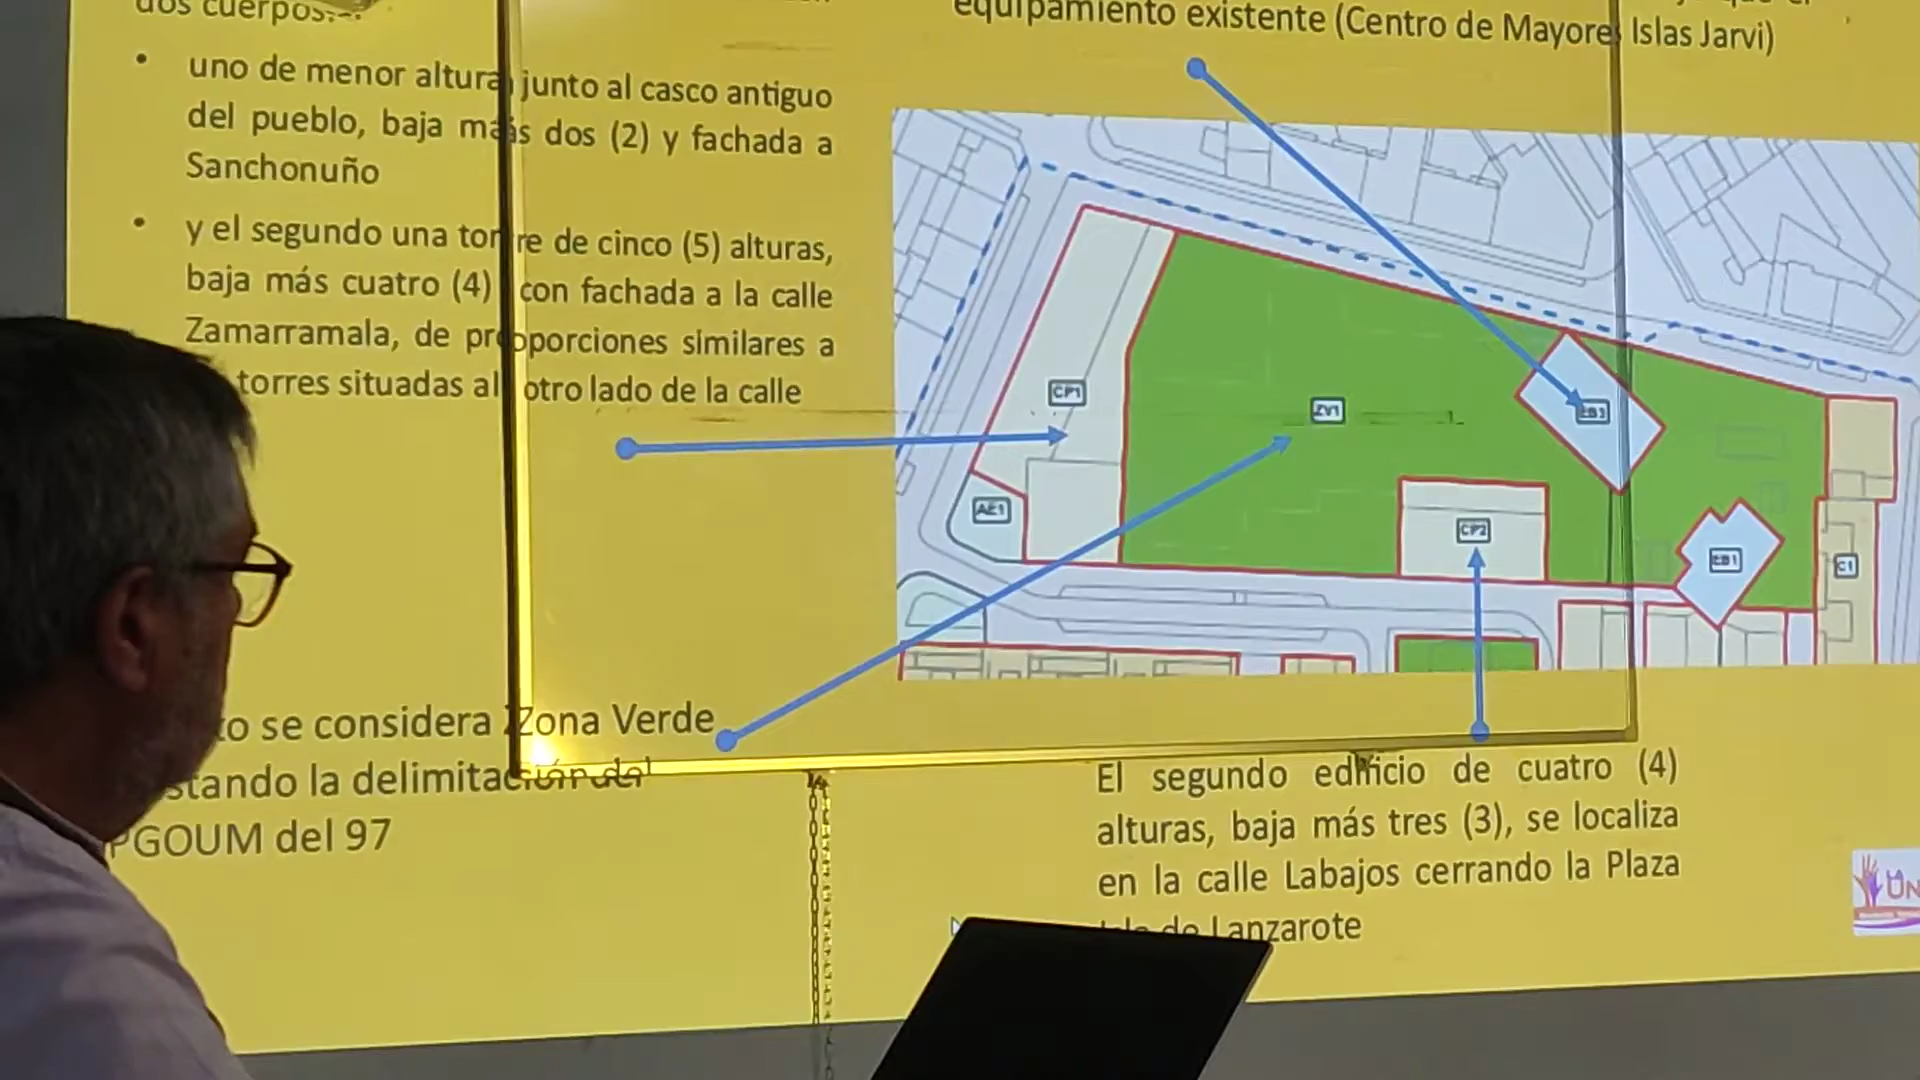 dos cuerpos...
uno de menor altura junto al casco antiguo
del pueblo, baja más dos (2) y fachada a
Sanchonuño
y el segundo una torre de cinco (5) alturas,
baja más cuatro (4) con fachada a la calle
Zamarramala, de proporciones similares a
torres situadas al otro lado de la calle
se considera Zona Verde
la delimitación del
PGOUM del 97
equipamiento existente (Centro de Mayores Islas Jarvi)
CP1
ZV1
EB3
AE1
CP2
EB1
C1
El segundo edificio de cuatro (4)
alturas, baja más tres (3), se localiza
en la calle Labajos cerrando la Plaza
de Lanzarote